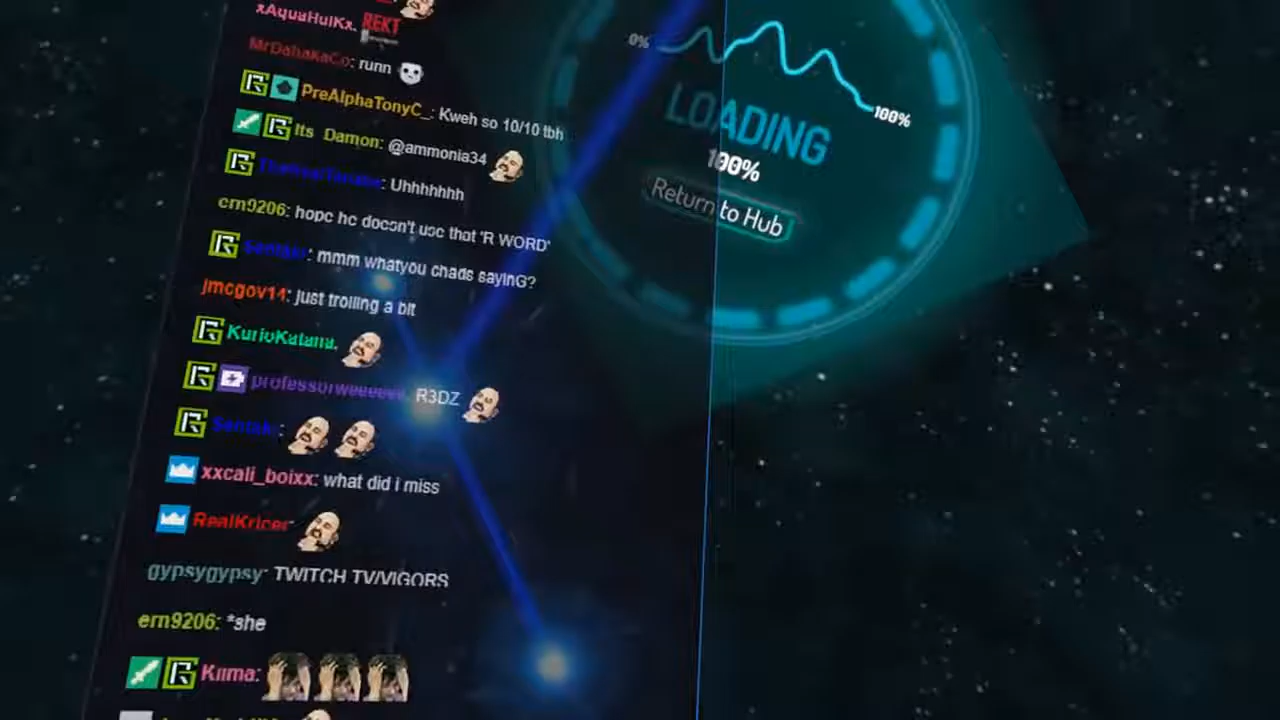 xAquaHulKx.
REKT
MrDahaKaCo: runn
PreAlphaTonyC_: Kweh so 10/10 tbh
Its_Damon: @ammonia34
Uhhhhhhh
ern9206: hope he doesn't use that 'R WORD'
mmm whatyou chads sayinG?
jmcgov14: just trolling a bit
KurioKatana:
R3DZ
xxcali_boixx: what did i miss
RealKricer:
gypsygypsy: TWITCH TV/VIGORS
ern9206: *she
Kiima:
0%
100%
LOADING
100%
Return to Hub